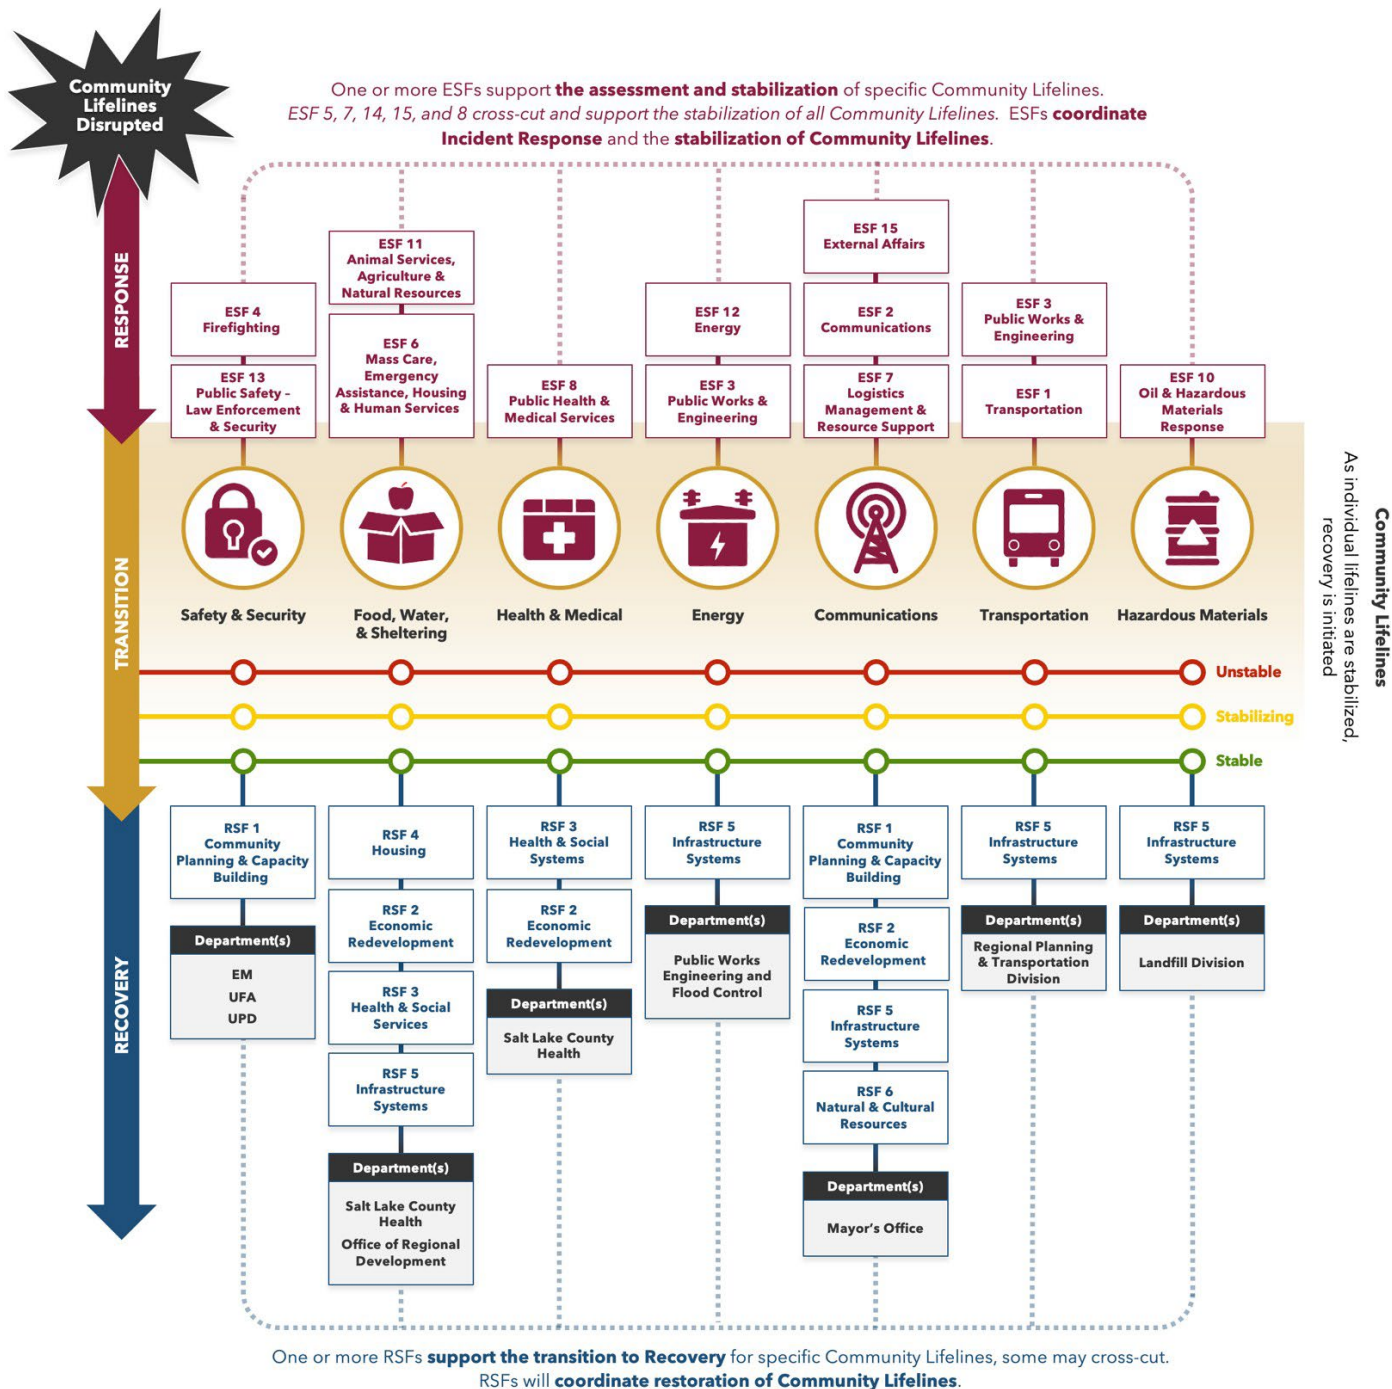 Community
Lifelines
Disrupted
One or more ESFs support the assessment and stabilization of specific Community Lifelines.
ESF 5, 7, 14, 15, and 8 cross-cut and support the stabilization of all Community Lifelines. ESFs coordinate
Incident Response and the stabilization of Community Lifelines.
RESPONSE
ESF 4
Firefighting
ESF 13
Public Safety –
Law Enforcement
& Security
ESF 11
Animal Services,
Agriculture &
Natural Resources
ESF 6
Mass Care,
Emergency
Assistance, Housing
& Human Services
ESF 8
Public Health &
Medical Services
ESF 12
Energy
ESF 3
Public Works &
Engineering
ESF 15
External Affairs
ESF 2
Communications
ESF 7
Logistics
Management &
Resource Support
ESF 3
Public Works &
Engineering
ESF 1
Transportation
ESF 10
Oil & Hazardous
Materials
Response
TRANSITION
Safety & Security
Food, Water,
& Sheltering
Health & Medical
Energy
Communications
Transportation
Hazardous Materials
Community Lifelines
As individual lifelines are stabilized,
recovery is initiated
Unstable
Stabilizing
Stable
RECOVERY
RSF 1
Community
Planning & Capacity
Building
Department(s)
EM
UFA
UPD
RSF 4
Housing
RSF 2
Economic
Redevelopment
RSF 3
Health & Social
Services
RSF 5
Infrastructure
Systems
Department(s)
Salt Lake County
Health
Office of Regional
Development
RSF 3
Health & Social
Systems
RSF 2
Economic
Redevelopment
Department(s)
Salt Lake County
Health
RSF 5
Infrastructure
Systems
Department(s)
Public Works
Engineering and
Flood Control
RSF 1
Community
Planning & Capacity
Building
RSF 2
Economic
Redevelopment
RSF 5
Infrastructure
Systems
RSF 6
Natural & Cultural
Resources
Department(s)
Mayor's Office
RSF 5
Infrastructure
Systems
Department(s)
Regional Planning
& Transportation
Division
RSF 5
Infrastructure
Systems
Department(s)
Landfill Division
One or more RSFs support the transition to Recovery for specific Community Lifelines, some may cross-cut.
RSFs will coordinate restoration of Community Lifelines.